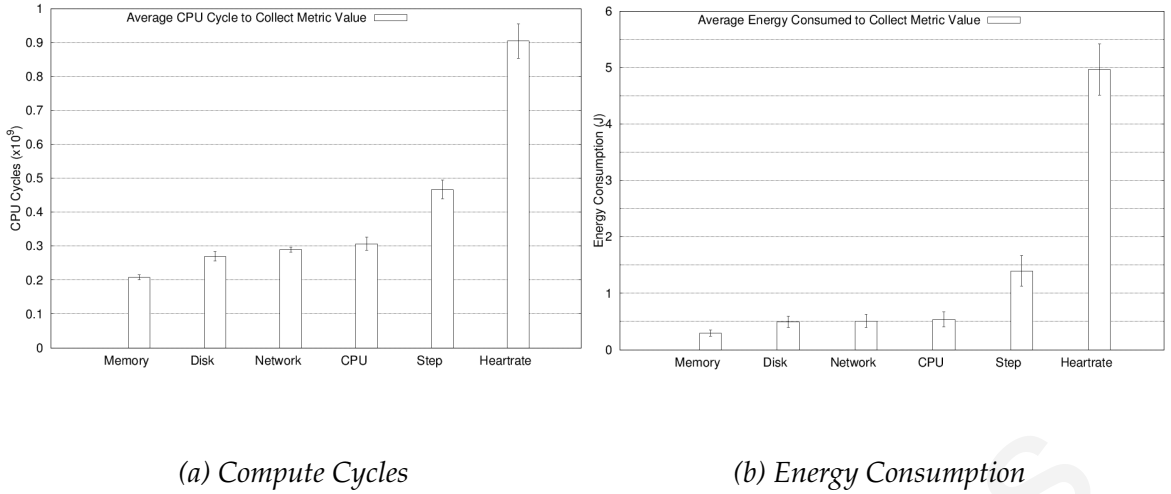 Average CPU Cycle to Collect Metric Value
CPU Cycles (x10^9)
1
0.9
0.8
0.7
0.6
0.5
0.4
0.3
0.2
0.1
0
Memory Disk Network CPU Step Heartrate
(a) Compute Cycles
Average Energy Consumed to Collect Metric Value
Energy Consumption (J)
6
5
4
3
2
1
0
Memory Disk Network CPU Step Heartrate
(b) Energy Consumption